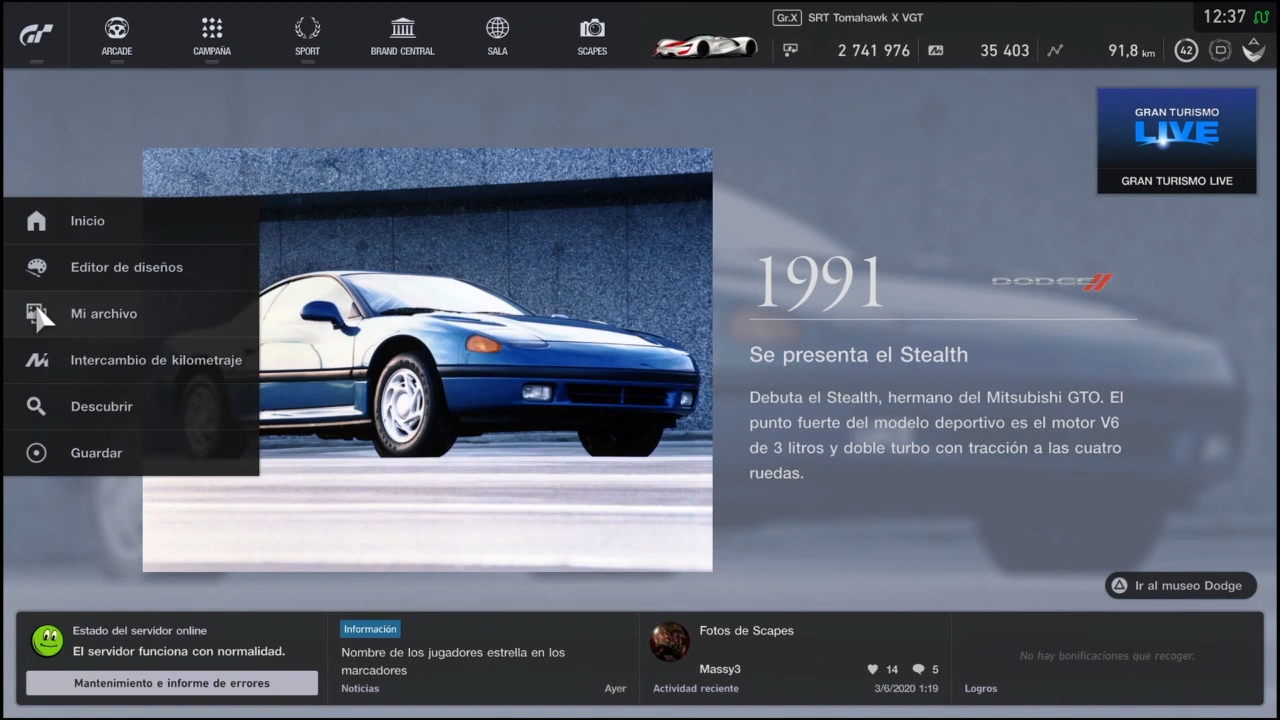 Gr.X SRT Tomahawk X VGT
12:37
ARCADE
CAMPAÑA
SPORT
BRAND CENTRAL
SALA
SCAPES
2 741 976
35 403
91,8 km
42
GRAN TURISMO
LIVE
GRAN TURISMO LIVE
Inicio
Editor de diseños
Mi archivo
Intercambio de kilometraje
Descubrir
Guardar
1991
DODGE
Se presenta el Stealth
Debuta el Stealth, hermano del Mitsubishi GTO. El
punto fuerte del modelo deportivo es el motor V6
de 3 litros y doble turbo con tracción a las cuatro
ruedas.
Ir al museo Dodge
Estado del servidor online
El servidor funciona con normalidad.
Mantenimiento e informe de errores
Información
Nombre de los jugadores estrella en los
marcadores
Noticias
Ayer
Fotos de Scapes
Massy3
14
5
Actividad reciente
3/6/2020 1:19
No hay bonificaciones que recoger.
Logros